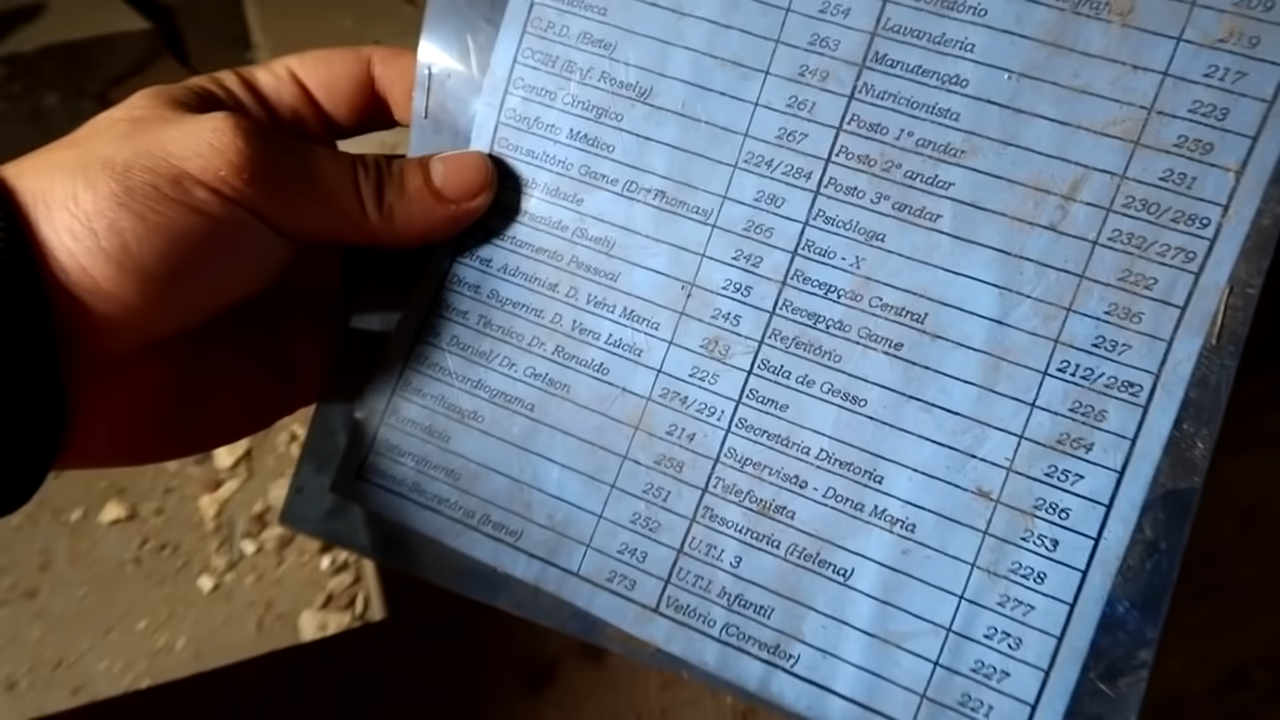 254 Lavanderia 217
263 Manutenção 223
249 Nutricionista 259
C.P.D. (Bete) 261 Posto 1º andar 231
CCIH (Enf. Rosely) 267 Posto 2º andar 230/289
Centro Cirúrgico 224/284 Posto 3º andar 232/279
Conforto Médico 280 Psicóloga 222
Consultório Game (Dr. Thomas) 266 Raio - X 236
242 Recepção Central 237
(Sueli) 295 Recepção Game 212/282
Pessoal 245 Refeitório 226
Diret. Administ. D. Vera Maria 213 Sala de Gesso 264
Diret. Superint. D. Vera Lúcia 225 Same 257
Diret. Técnico Dr. Ronaldo 274/291 Secretária Diretoria 286
Daniel/ Dr. Gelson 214 Supervisão - Dona Maria 253
Eletrocardiograma 258 Telefonista 228
Esterilização 251 Tesouraria (Helena) 277
Farmácia 252 U.T.I. 3 273
243 U.T.I. Infantil 227
Secretária (Irene) 273 Velório (Corredor) 221